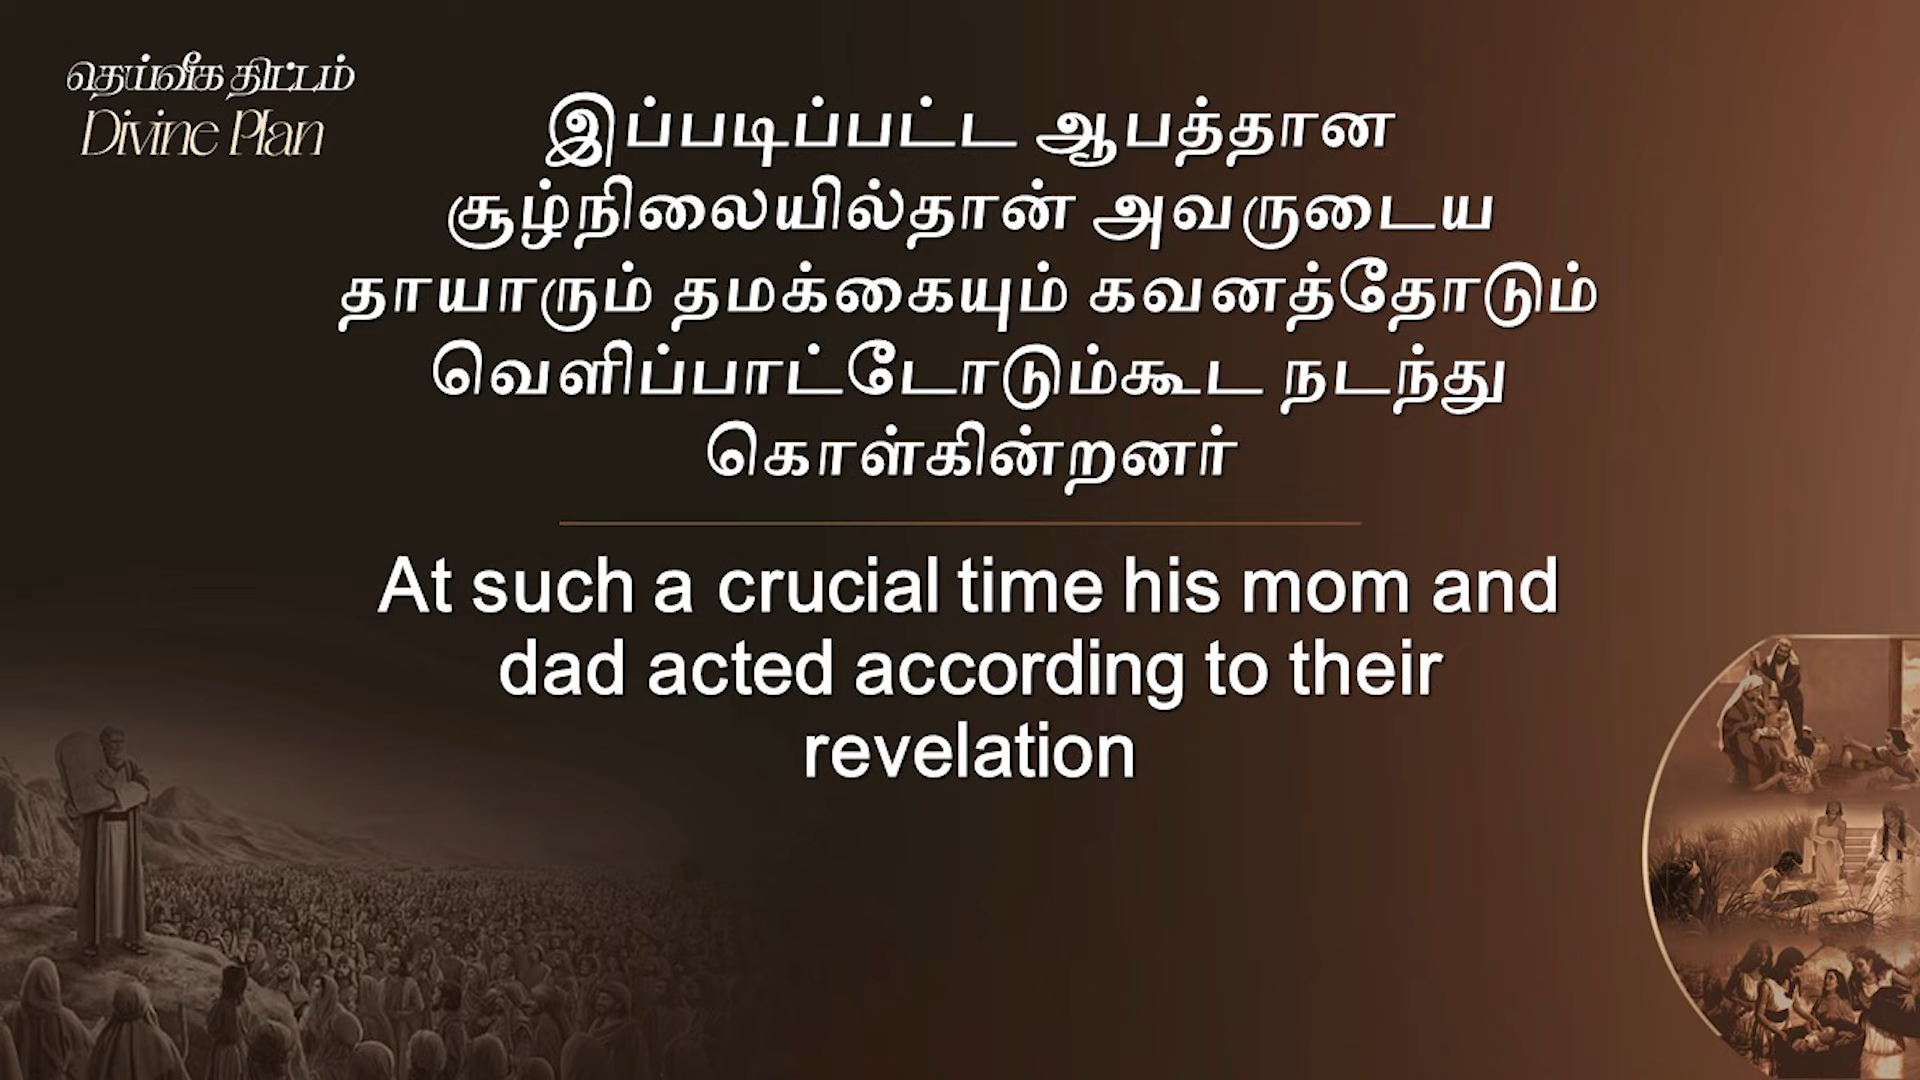 தெய்வீக திட்டம்
Divine Plan
இப்படிப்பட்ட ஆபத்தான
சூழ்நிலையில்தான் அவருடைய
தாயாரும் தமக்கையும் கவனத்தோடும்
வெளிப்பாட்டோடும்கூட நடந்து
கொள்கின்றனர்
At such a crucial time his mom and
dad acted according to their
revelation